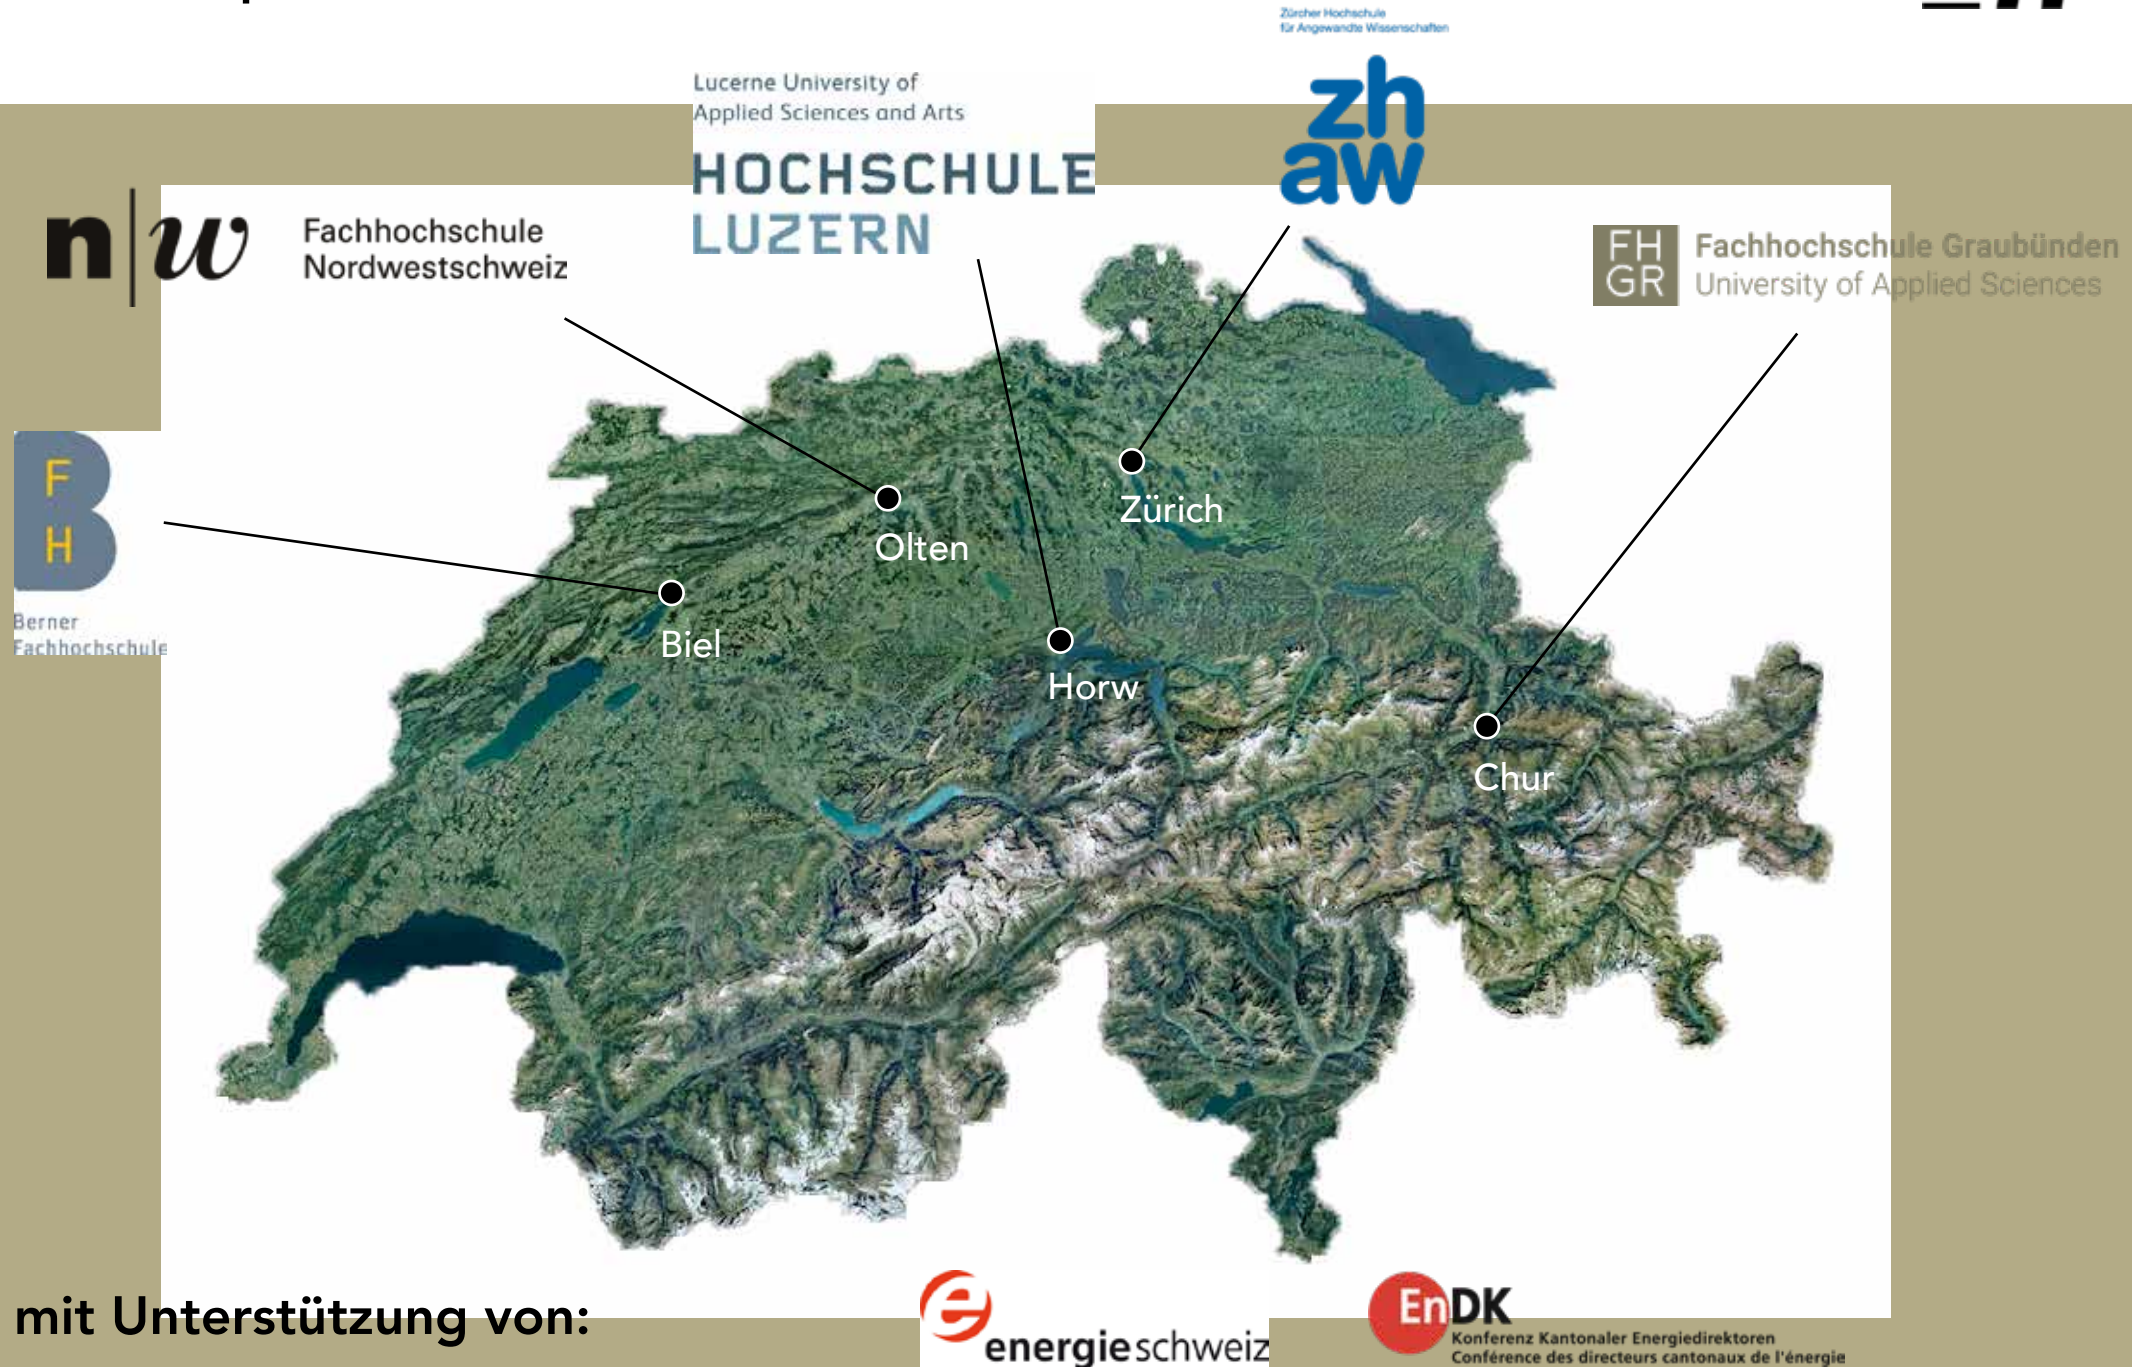 Zürcher Hochschule
für Angewandte Wissenschaften
zh
aw
Lucerne University of
Applied Sciences and Arts
HOCHSCHULE
LUZERN
n|w Fachhochschule
Nordwestschweiz
FH
GR
Fachhochschule Graubünden
University of Applied Sciences
F
H
Berner
Fachhochschule
Zürich
Olten
Biel
Horw
Chur
mit Unterstützung von:
energieschweiz
EnDK
Konferenz Kantonaler Energiedirektoren
Conférence des directeurs cantonaux de l'énergie